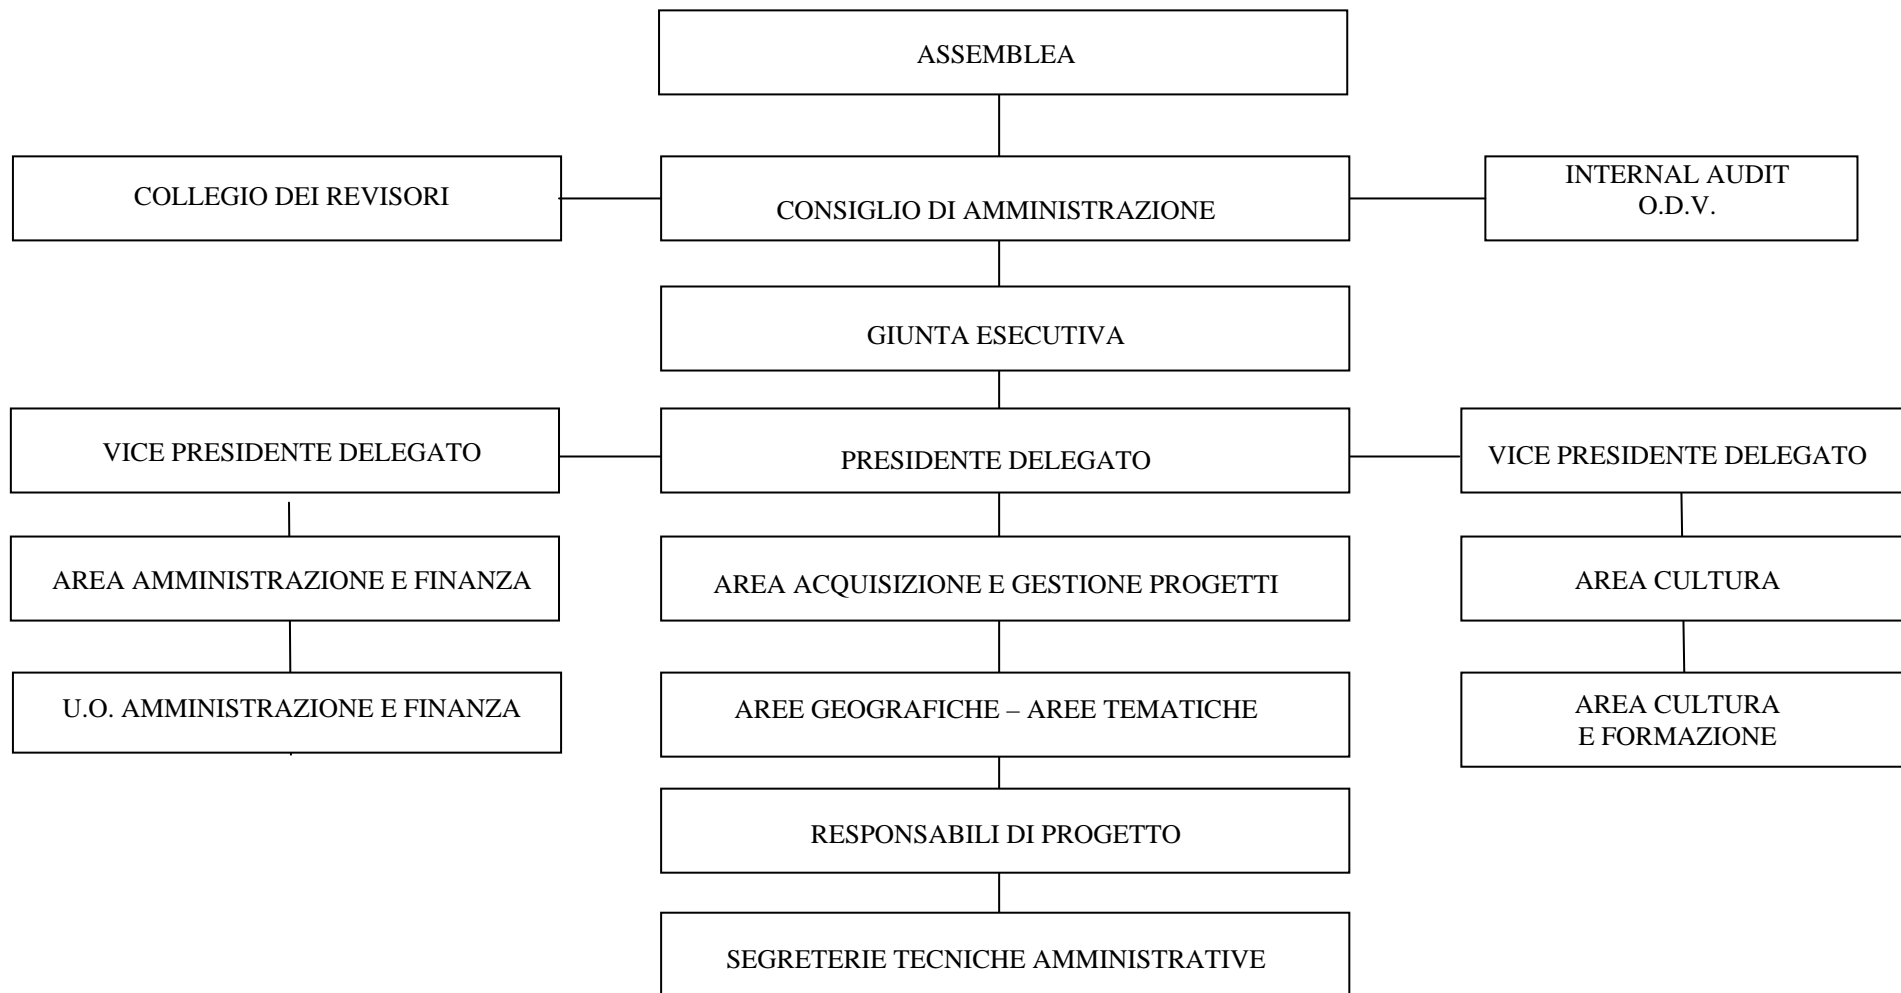 ASSEMBLEA
COLLEGIO DEI REVISORI
CONSIGLIO DI AMMINISTRAZIONE
INTERNAL AUDIT
O.D.V.
GIUNTA ESECUTIVA
VICE PRESIDENTE DELEGATO
PRESIDENTE DELEGATO
VICE PRESIDENTE DELEGATO
AREA AMMINISTRAZIONE E FINANZA
AREA ACQUISIZIONE E GESTIONE PROGETTI
AREA CULTURA
U.O. AMMINISTRAZIONE E FINANZA
AREE GEOGRAFICHE – AREE TEMATICHE
AREA CULTURA
E FORMAZIONE
RESPONSABILI DI PROGETTO
SEGRETERIE TECNICHE AMMINISTRATIVE